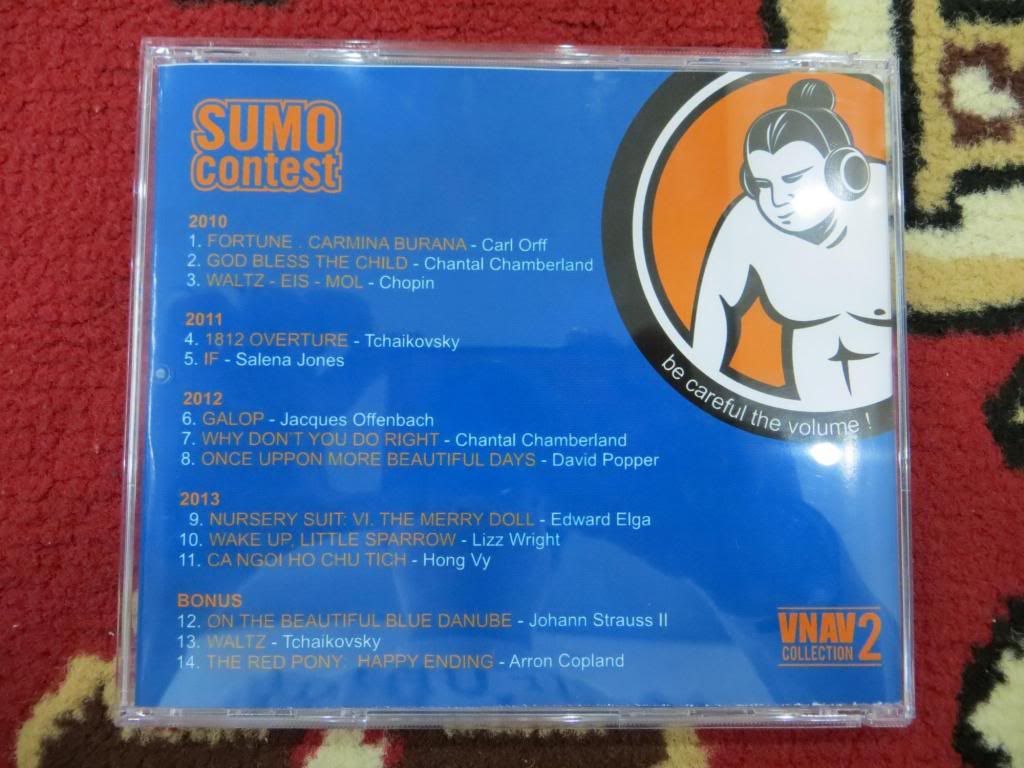 SUMO
contest
2010
1. FORTUNE . CARMINA BURANA - Carl Orff
2. GOD BLESS THE CHILD - Chantal Chamberland
3. WALTZ - EIS - MOL - Chopin
2011
4. 1812 OVERTURE - Tchaikovsky
5. IF - Salena Jones
2012
6. GALOP - Jacques Offenbach
7. WHY DON'T YOU DO RIGHT - Chantal Chamberland
8. ONCE UPPON MORE BEAUTIFUL DAYS - David Popper
2013
9. NURSERY SUIT: VI. THE MERRY DOLL - Edward Elga
10. WAKE UP, LITTLE SPARROW - Lizz Wright
11. CA NGOI HO CHU TICH - Hong Vy
BONUS
12. ON THE BEAUTIFUL BLUE DANUBE - Johann Strauss II
13. WALTZ - Tchaikovsky
14. THE RED PONY: HAPPY ENDING - Arron Copland
be careful the volume !
VNAV 2
COLLECTION